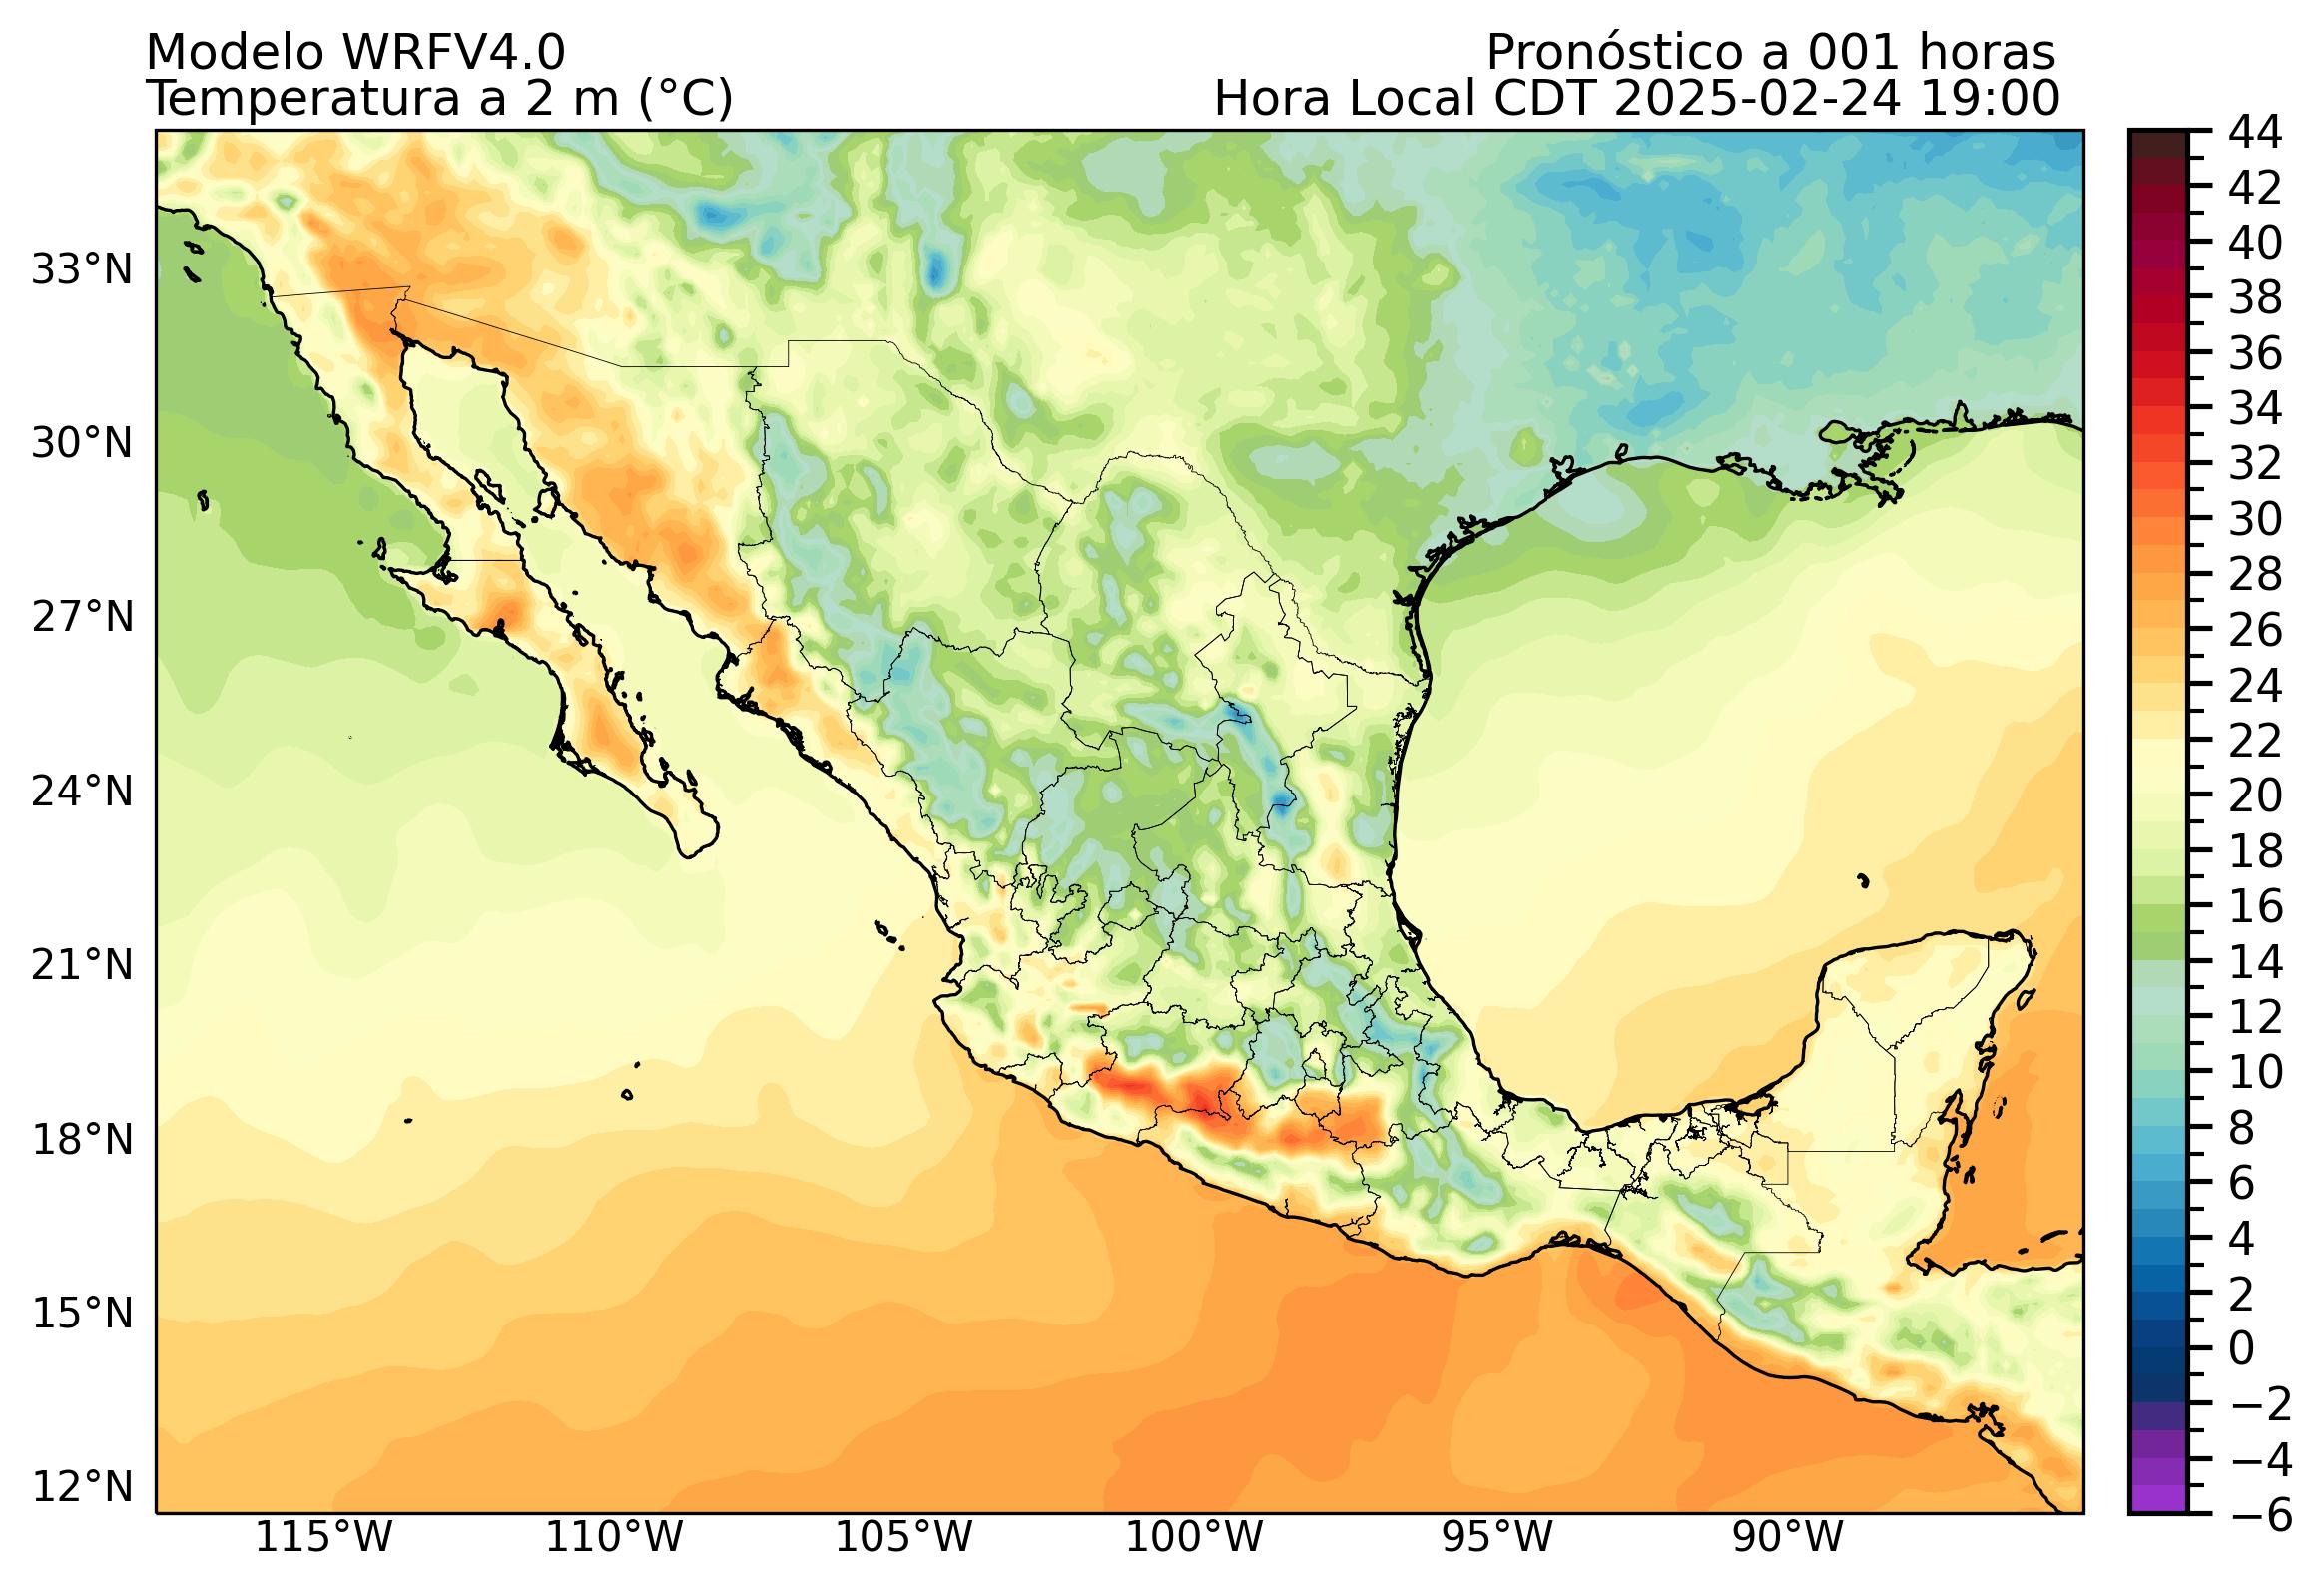 Modelo WRFV4.0
Pronóstico a 001 horas
Temperatura a 2 m (°C)
Hora Local CDT 2025-02-24 19:00
33°N
30°N
27°N
24°N
21°N
18°N
15°N
12°N
115°W
110°W
105°W
100°W
95°W
90°W
44
42
40
38
36
34
32
30
28
26
24
22
20
18
16
14
12
10
8
6
4
2
0
−2
−4
−6